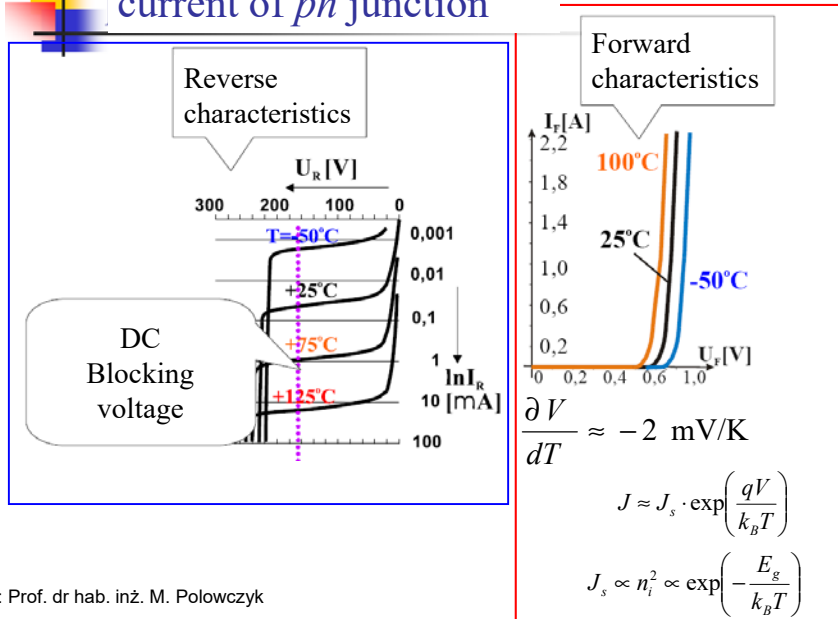 current of pn junction
Reverse
characteristics
U_R [V]
300 200 100 0
T=-50°C
0,001
0,01
+25°C
0,1
+75°C
1
lnI_R
+125°C
10 [mA]
100
DC
Blocking
voltage
Forward
characteristics
I_F[A]
2,2
100°C
1,8
1,4
25°C
1,0
-50°C
0,6
0,2
U_F[V]
0 0,2 0,4 0,6 1,0
∂V/dT ≈ −2 mV/K
J ≈ J_s · exp(qV/k_BT)
J_s ∝ n_i^2 ∝ exp(−E_g/k_BT)
: Prof. dr hab. inż. M. Polowczyk